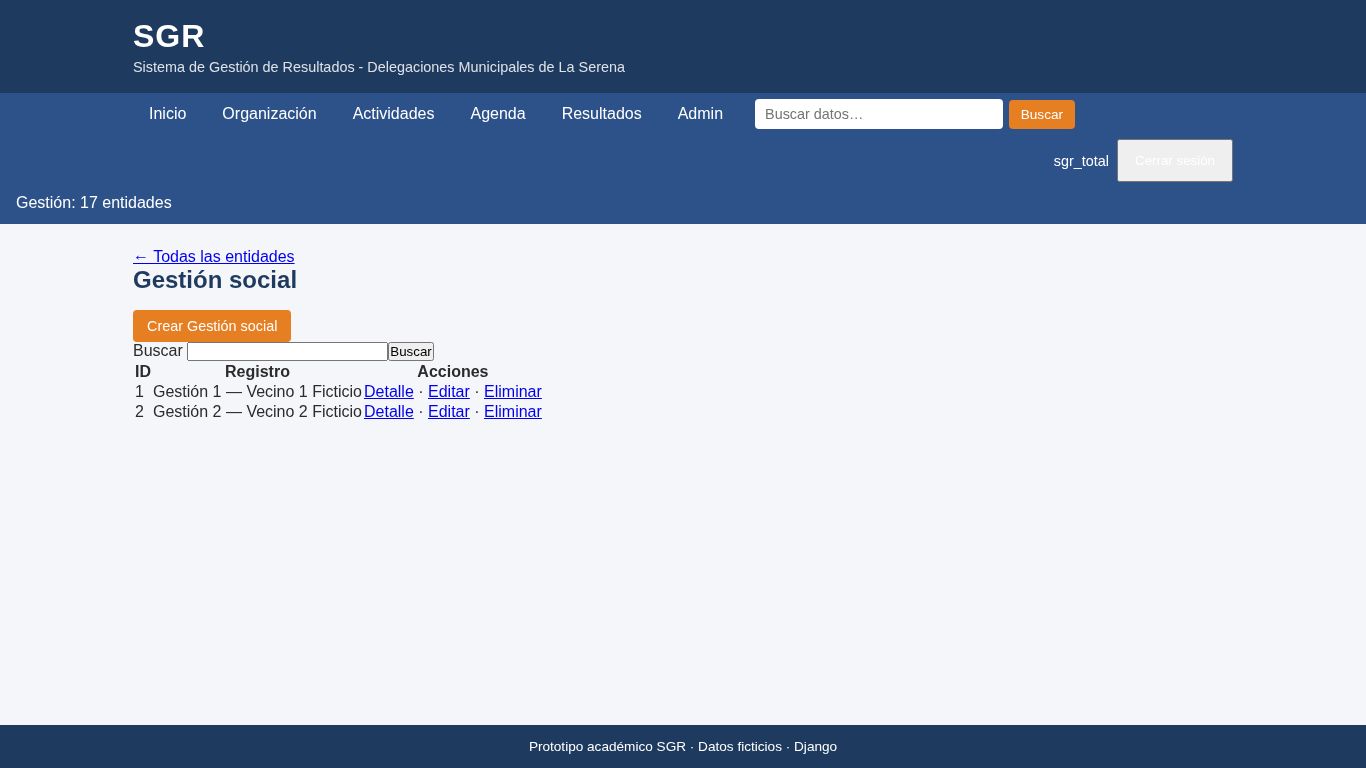 SGR
Sistema de Gestión de Resultados - Delegaciones Municipales de La Serena
Inicio Organización Actividades Agenda Resultados Admin Buscar datos… Buscar
sgr_total Cerrar sesión
Gestión: 17 entidades
← Todas las entidades
Gestión social
Crear Gestión social
Buscar Buscar
ID Registro Acciones
1 Gestión 1 — Vecino 1 Ficticio Detalle · Editar · Eliminar
2 Gestión 2 — Vecino 2 Ficticio Detalle · Editar · Eliminar
Prototipo académico SGR · Datos ficticios · Django